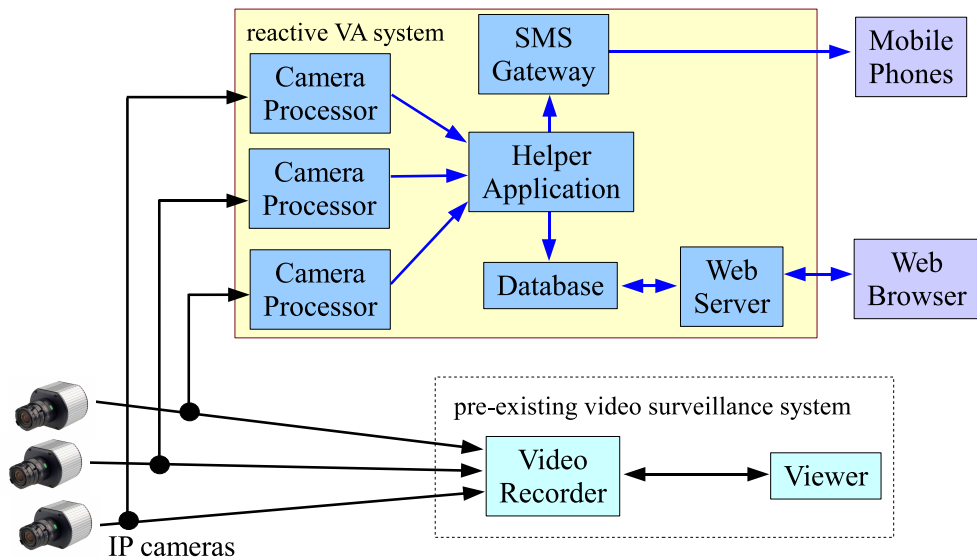 reactive VA system
SMS
Gateway
Mobile
Phones
Camera
Processor
Camera
Processor
Helper
Application
Camera
Processor
Database
Web
Server
Web
Browser
pre-existing video surveillance system
Video
Recorder
Viewer
IP cameras